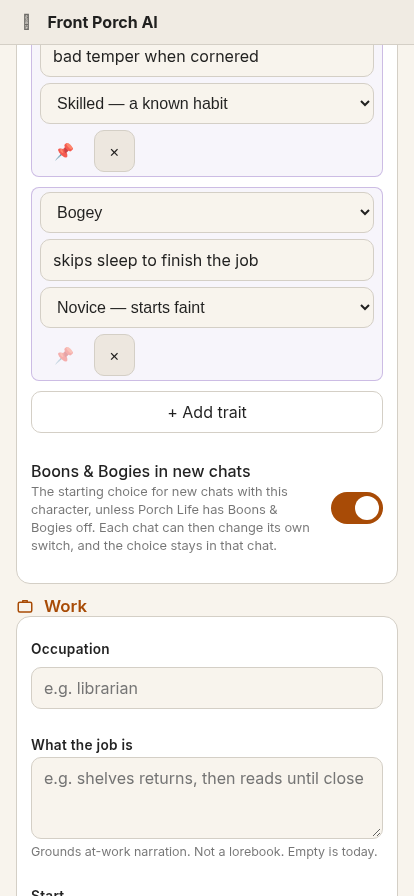 Front Porch AI
bad temper when cornered
Skilled — a known habit
×
Bogey
skips sleep to finish the job
Novice — starts faint
×
+ Add trait
Boons & Bogies in new chats
The starting choice for new chats with this
character, unless Porch Life has Boons &
Bogies off. Each chat can then change its own
switch, and the choice stays in that chat.
Work
Occupation
e.g. librarian
What the job is
e.g. shelves returns, then reads until close
Grounds at-work narration. Not a lorebook. Empty is today.
Start